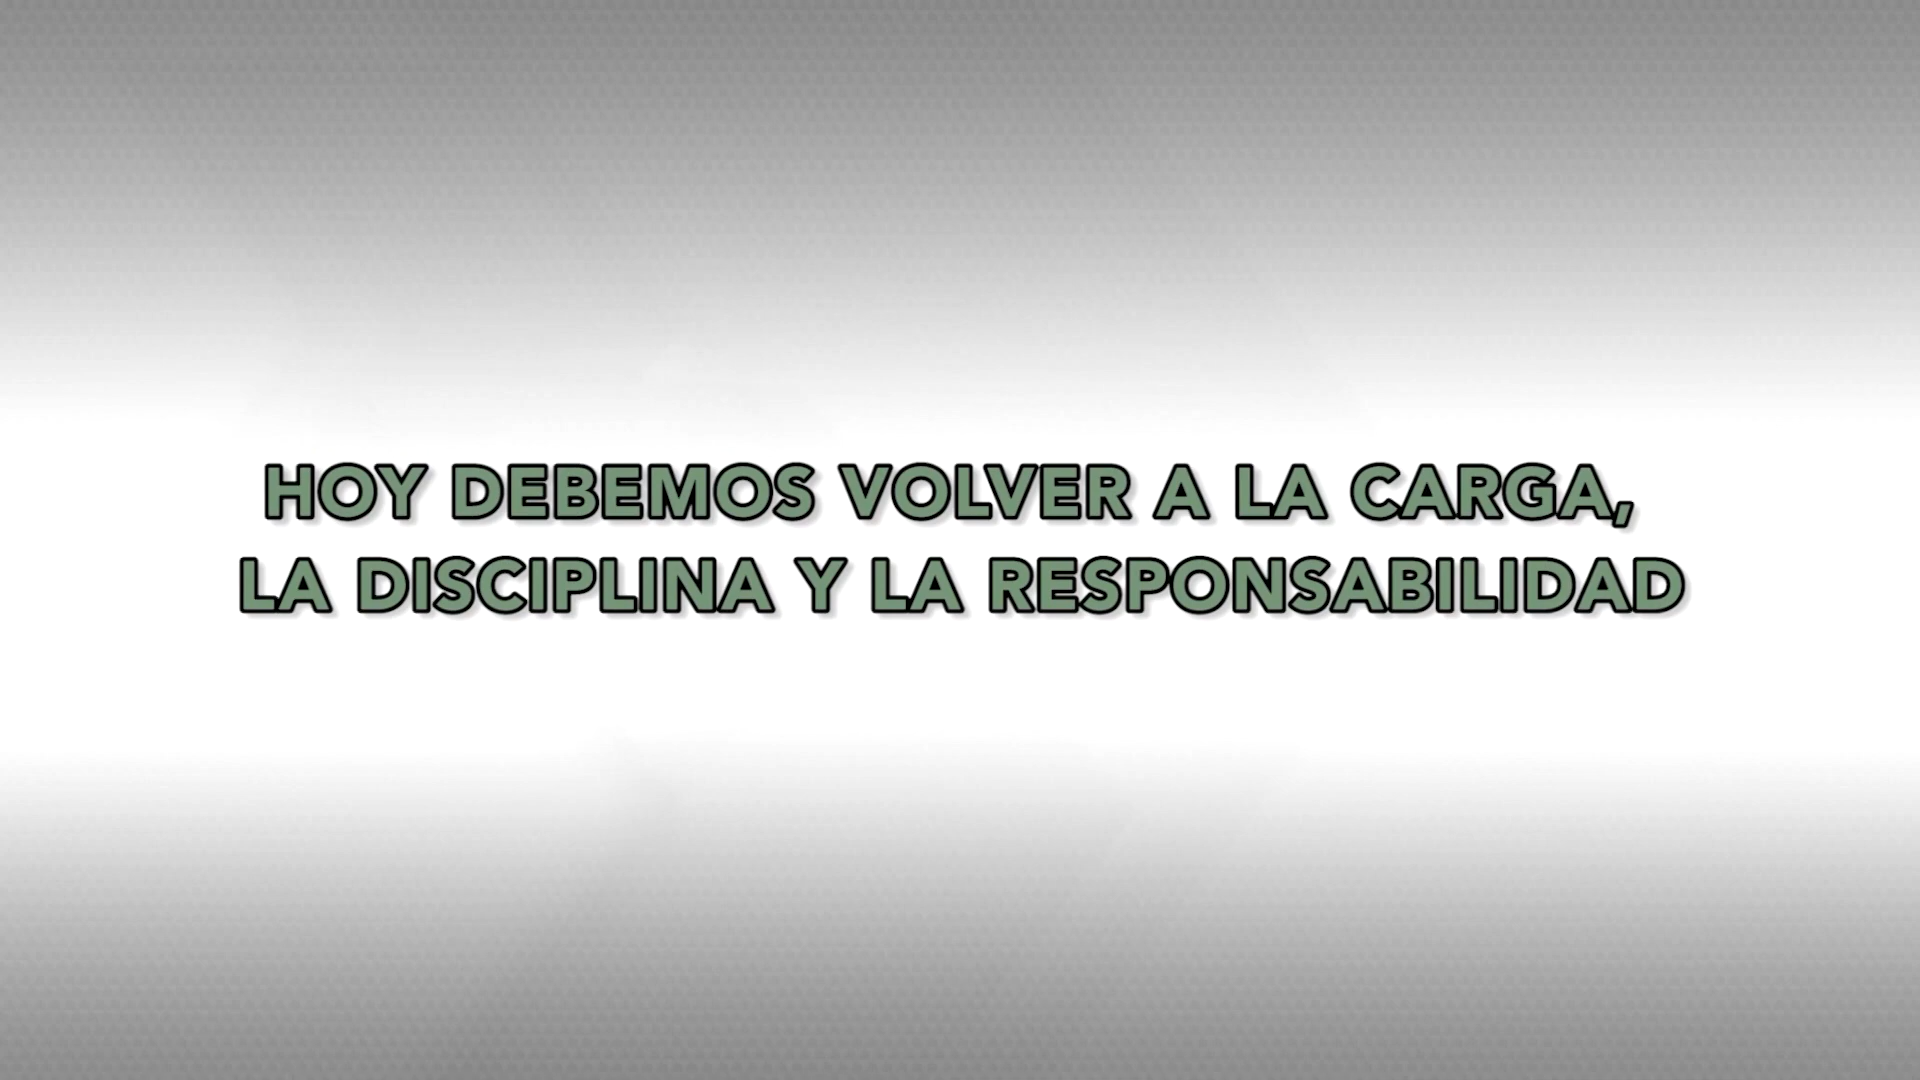 HOY DEBEMOS VOLVER A LA CARGA,
LA DISCIPLINA Y LA RESPONSABILIDAD